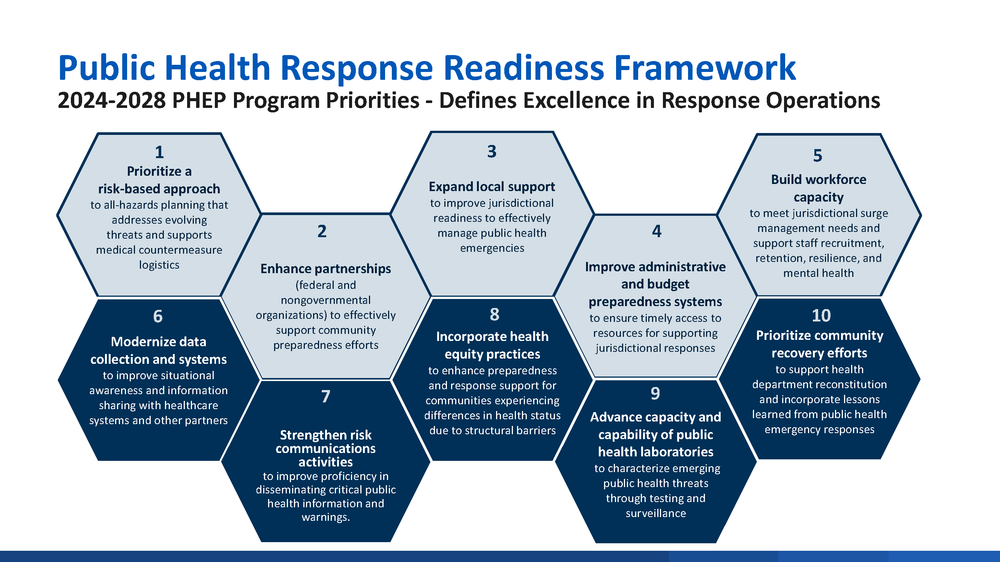 Public Health Response Readiness Framework
2024-2028 PHEP Program Priorities - Defines Excellence in Response Operations
1
Prioritize a
risk-based approach
to all-hazards planning that
addresses evolving
threats and supports
medical countermeasure
logistics
2
Enhance partnerships
(federal and
nongovernmental
organizations) to effectively
support community
preparedness efforts
3
Expand local support
to improve jurisdictional
readiness to effectively
manage public health
emergencies
4
Improve administrative
and budget
preparedness systems
to ensure timely access to
resources for supporting
jurisdictional responses
5
Build workforce
capacity
to meet jurisdictional surge
management needs and
support staff recruitment,
retention, resilience, and
mental health
6
Modernize data
collection and systems
to improve situational
awareness and information
sharing with healthcare
systems and other partners
7
Strengthen risk
communications
activities
to improve proficiency in
disseminating critical public
health information and
warnings.
8
Incorporate health
equity practices
to enhance preparedness
and response support for
communities experiencing
differences in health status
due to structural barriers
9
Advance capacity and
capability of public
health laboratories
to characterize emerging
public health threats
through testing and
surveillance
10
Prioritize community
recovery efforts
to support health
department reconstitution
and incorporate lessons
learned from public health
emergency responses